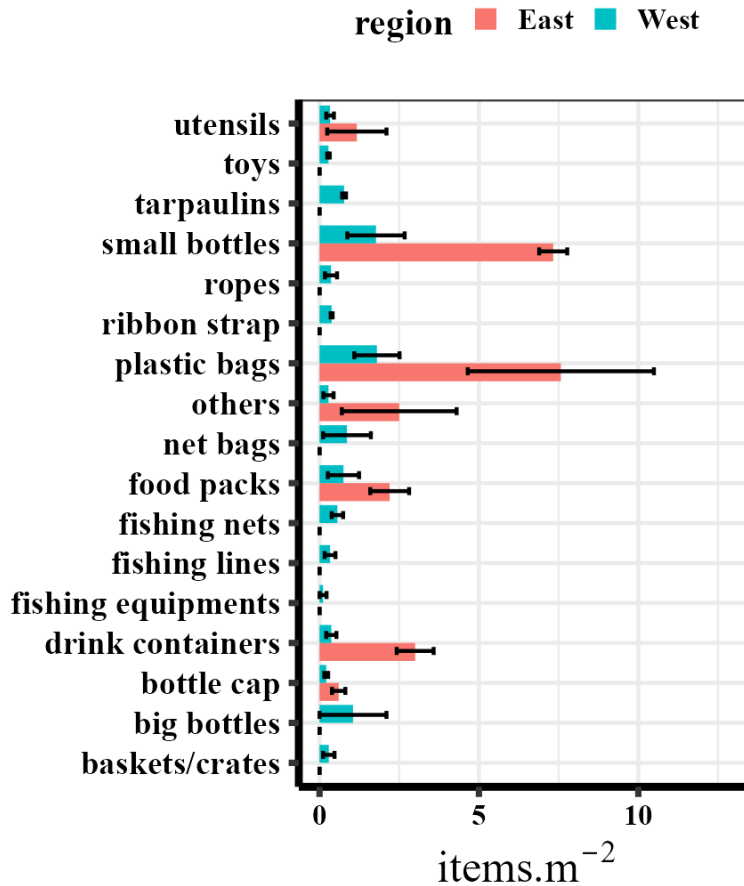 region East West
utensils
toys
tarpaulins
small bottles
ropes
ribbon strap
plastic bags
others
net bags
food packs
fishing nets
fishing lines
fishing equipments
drink containers
bottle cap
big bottles
baskets/crates
0 5 10
items.m⁻²